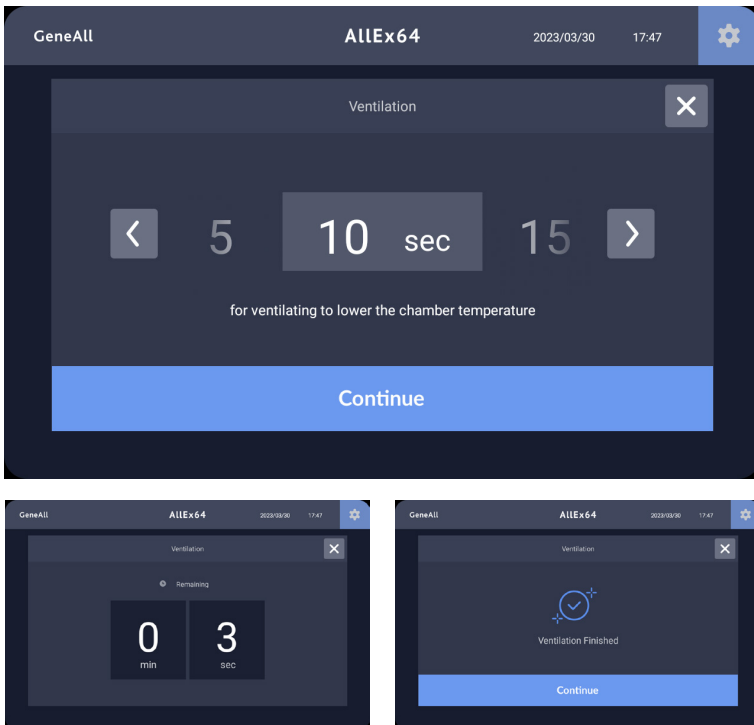 GeneAll AllEx64 2023/03/30 17:47
Ventilation
5 10 sec 15
for ventilating to lower the chamber temperature
Continue
GeneAll AllEx64 2023/03/30 17:47
Ventilation
Remaining
0 3
min sec
GeneAll AllEx64 2023/03/30 17:47
Ventilation
Ventilation Finished
Continue